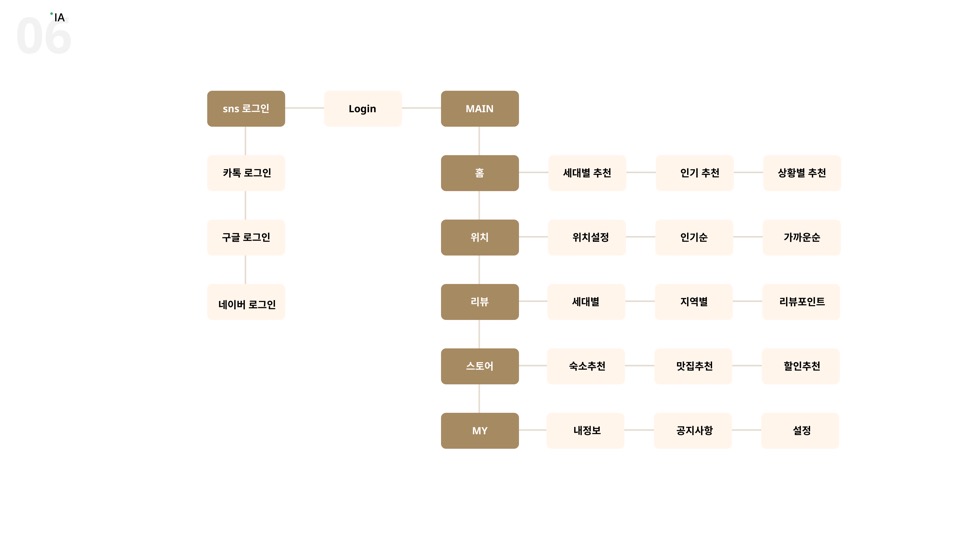 06
IA
sns 로그인
Login
MAIN
카톡 로그인
홈
세대별 추천
인기 추천
상황별 추천
구글 로그인
위치
위치설정
인기순
가까운순
네이버 로그인
리뷰
세대별
지역별
리뷰포인트
스토어
숙소추천
맛집추천
할인추천
MY
내정보
공지사항
설정